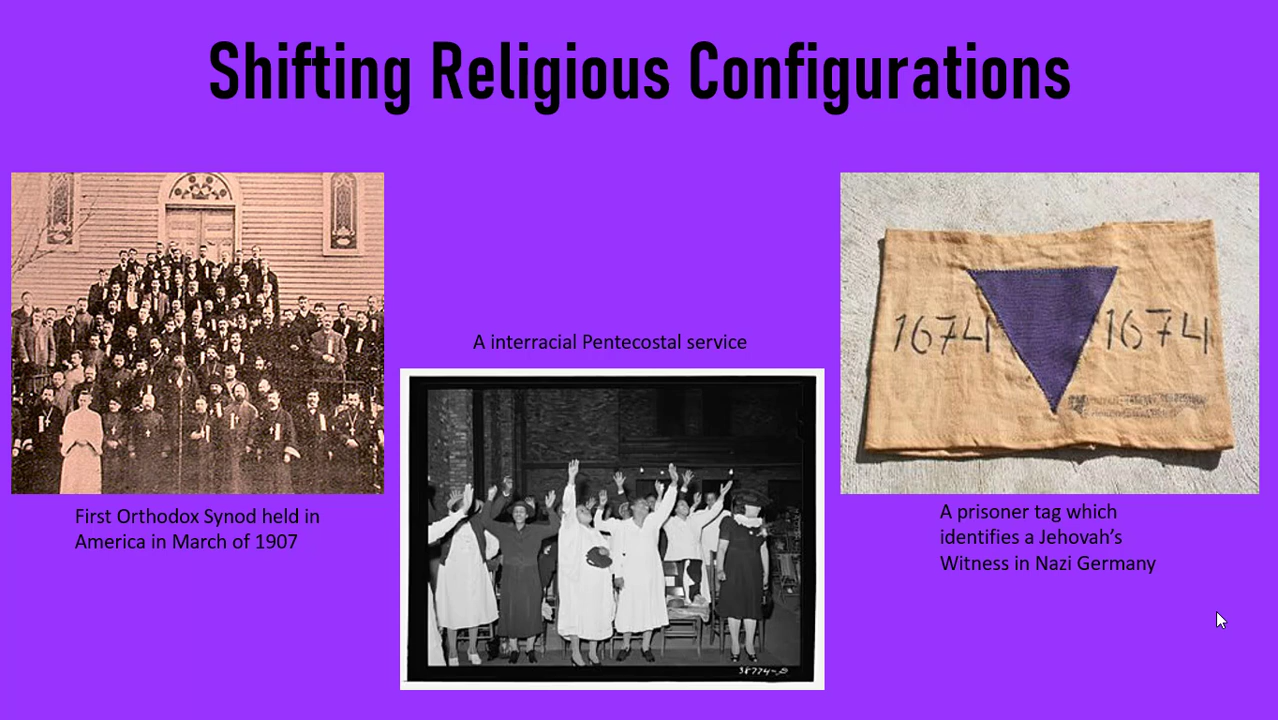 Shifting Religious Configurations
First Orthodox Synod held in
America in March of 1907
A interracial Pentecostal service
38774-D
1674 1674
A prisoner tag which
identifies a Jehovah's
Witness in Nazi Germany